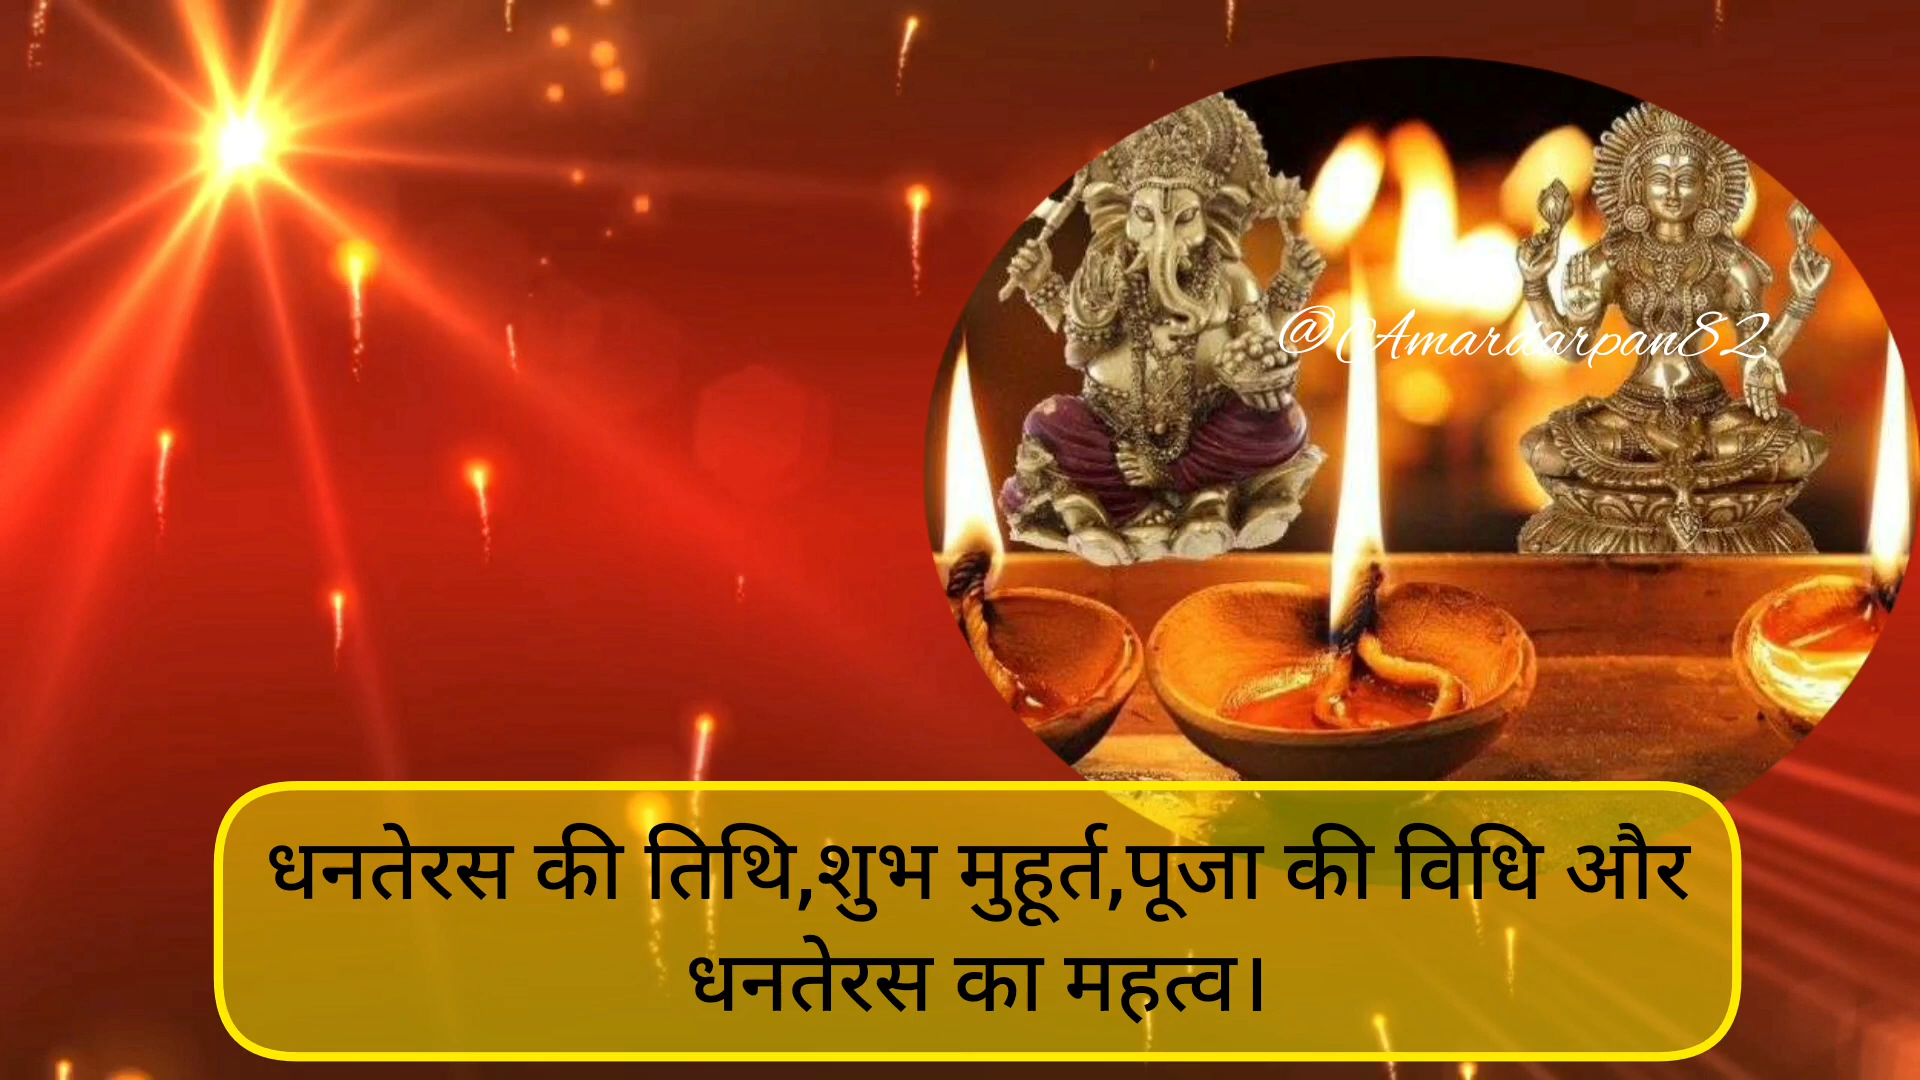 @Amardarpan82
धनतेरस की तिथि,शुभ मुहूर्त,पूजा की विधि और
धनतेरस का महत्व।